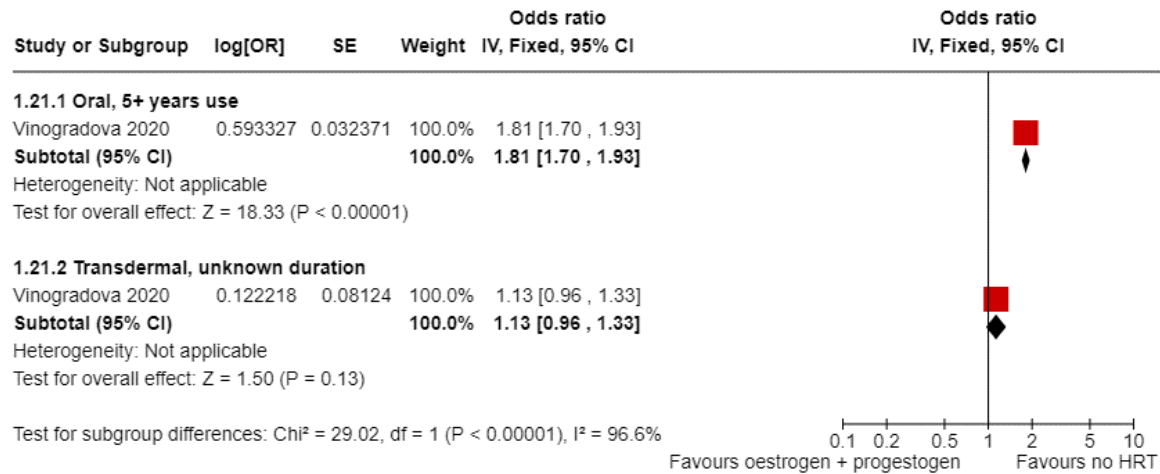 Odds ratio Odds ratio
Study or Subgroup log[OR] SE Weight IV, Fixed, 95% CI IV, Fixed, 95% CI
1.21.1 Oral, 5+ years use
Vinogradova 2020 0.593327 0.032371 100.0% 1.81 [1.70 , 1.93]
Subtotal (95% CI) 100.0% 1.81 [1.70 , 1.93]
Heterogeneity: Not applicable
Test for overall effect: Z = 18.33 (P < 0.00001)
1.21.2 Transdermal, unknown duration
Vinogradova 2020 0.122218 0.08124 100.0% 1.13 [0.96 , 1.33]
Subtotal (95% CI) 100.0% 1.13 [0.96 , 1.33]
Heterogeneity: Not applicable
Test for overall effect: Z = 1.50 (P = 0.13)
Test for subgroup differences: Chi² = 29.02, df = 1 (P < 0.00001), I² = 96.6%
0.1 0.2 0.5 1 2 5 10
Favours oestrogen + progestogen Favours no HRT